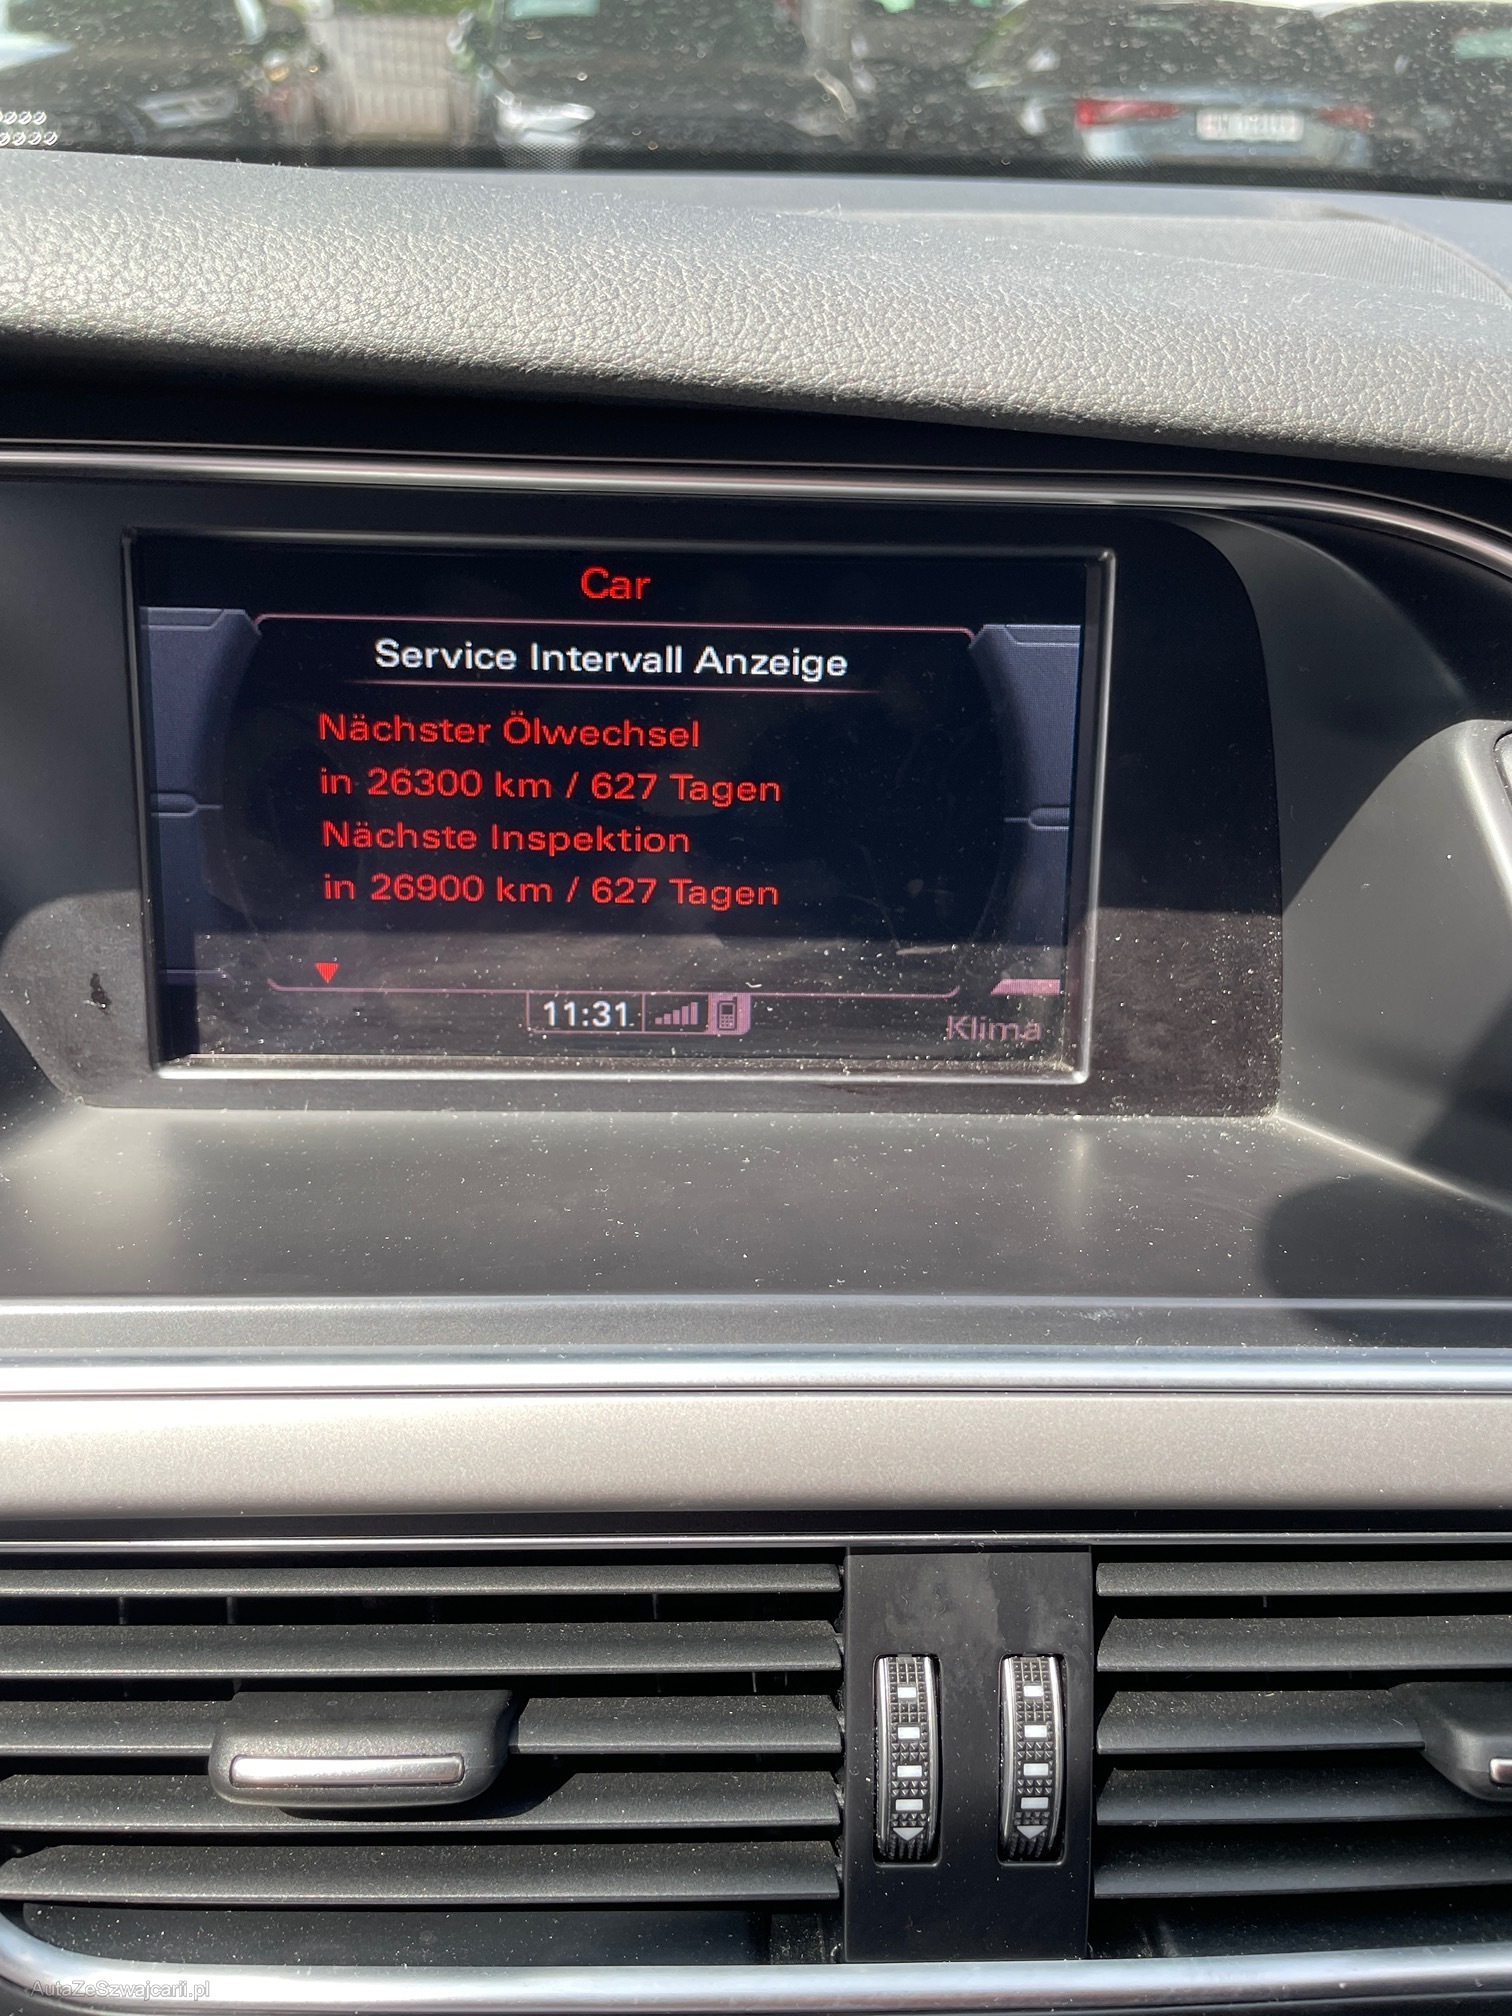 Car
Service Intervall Anzeige
Nächster Ölwechsel
in 26300 km / 627 Tagen
Nächste Inspektion
in 26900 km / 627 Tagen
11:31
Klima
AutaZeSzwajcarii.pl